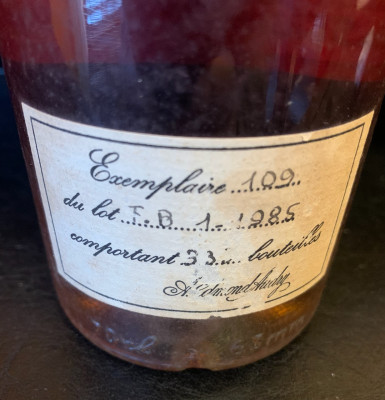 Exemplaire 109
du lot F.B 1-1985
comportant 33 bouteilles